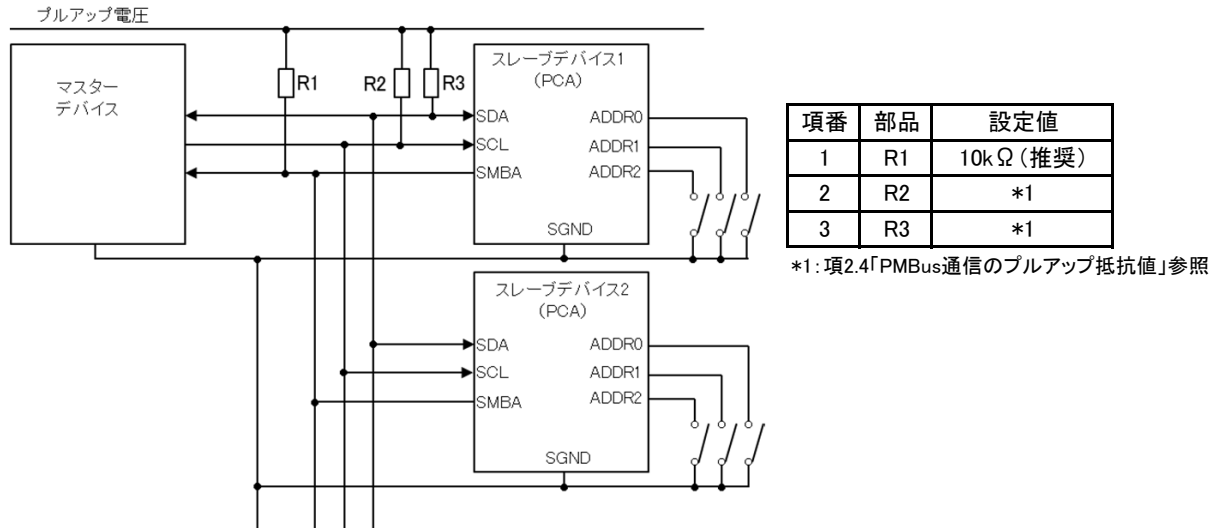 プルアップ電圧
マスター
デバイス
R1
R2
R3
スレーブデバイス1
(PCA)
SDA
SCL
SMBA
ADDR0
ADDR1
ADDR2
SGND
スレーブデバイス2
(PCA)
SDA
SCL
SMBA
ADDR0
ADDR1
ADDR2
SGND
項番 部品 設定値
1 R1 10kΩ(推奨)
2 R2 *1
3 R3 *1
*1:項2.4「PMBus通信のプルアップ抵抗値」参照